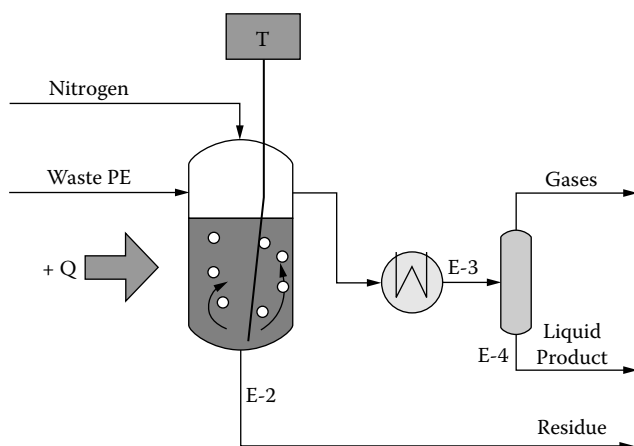 T
Nitrogen
Waste PE
Gases
+ Q
E-3
Liquid
Product
E-4
E-2
Residue